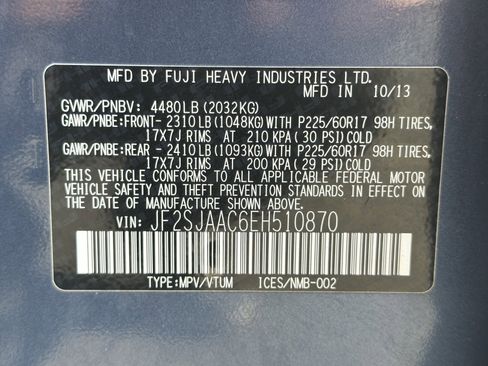 MFD BY FUJI HEAVY INDUSTRIES LTD.
MFD IN 10/13
GVWR/PNBV: 4480LB(2032KG)
GAWR/PNBE:FRONT-2310LB(1048KG)WITH P225/60R17 98H TIRES,
17X7J RIMS AT 210 KPA(30 PSI)COLD
GAWR/PNBE:REAR -2410LB(1093KG)WITH P225/60R17 98H TIRES,
17X7J RIMS AT 200 KPA(29 PSI)COLD
THIS VEHICLE CONFORMS TO ALL APPLICABLE FEDERAL MOTOR
VEHICLE SAFETY AND THEFT PREVENTION STANDARDS IN EFFECT
ON THE DATE OF MANUFACTURE SHOWN ABOVE.
VIN: JF2SJAAC6EH510870
TYPE:MPV/VTUM ICES/NMB-002